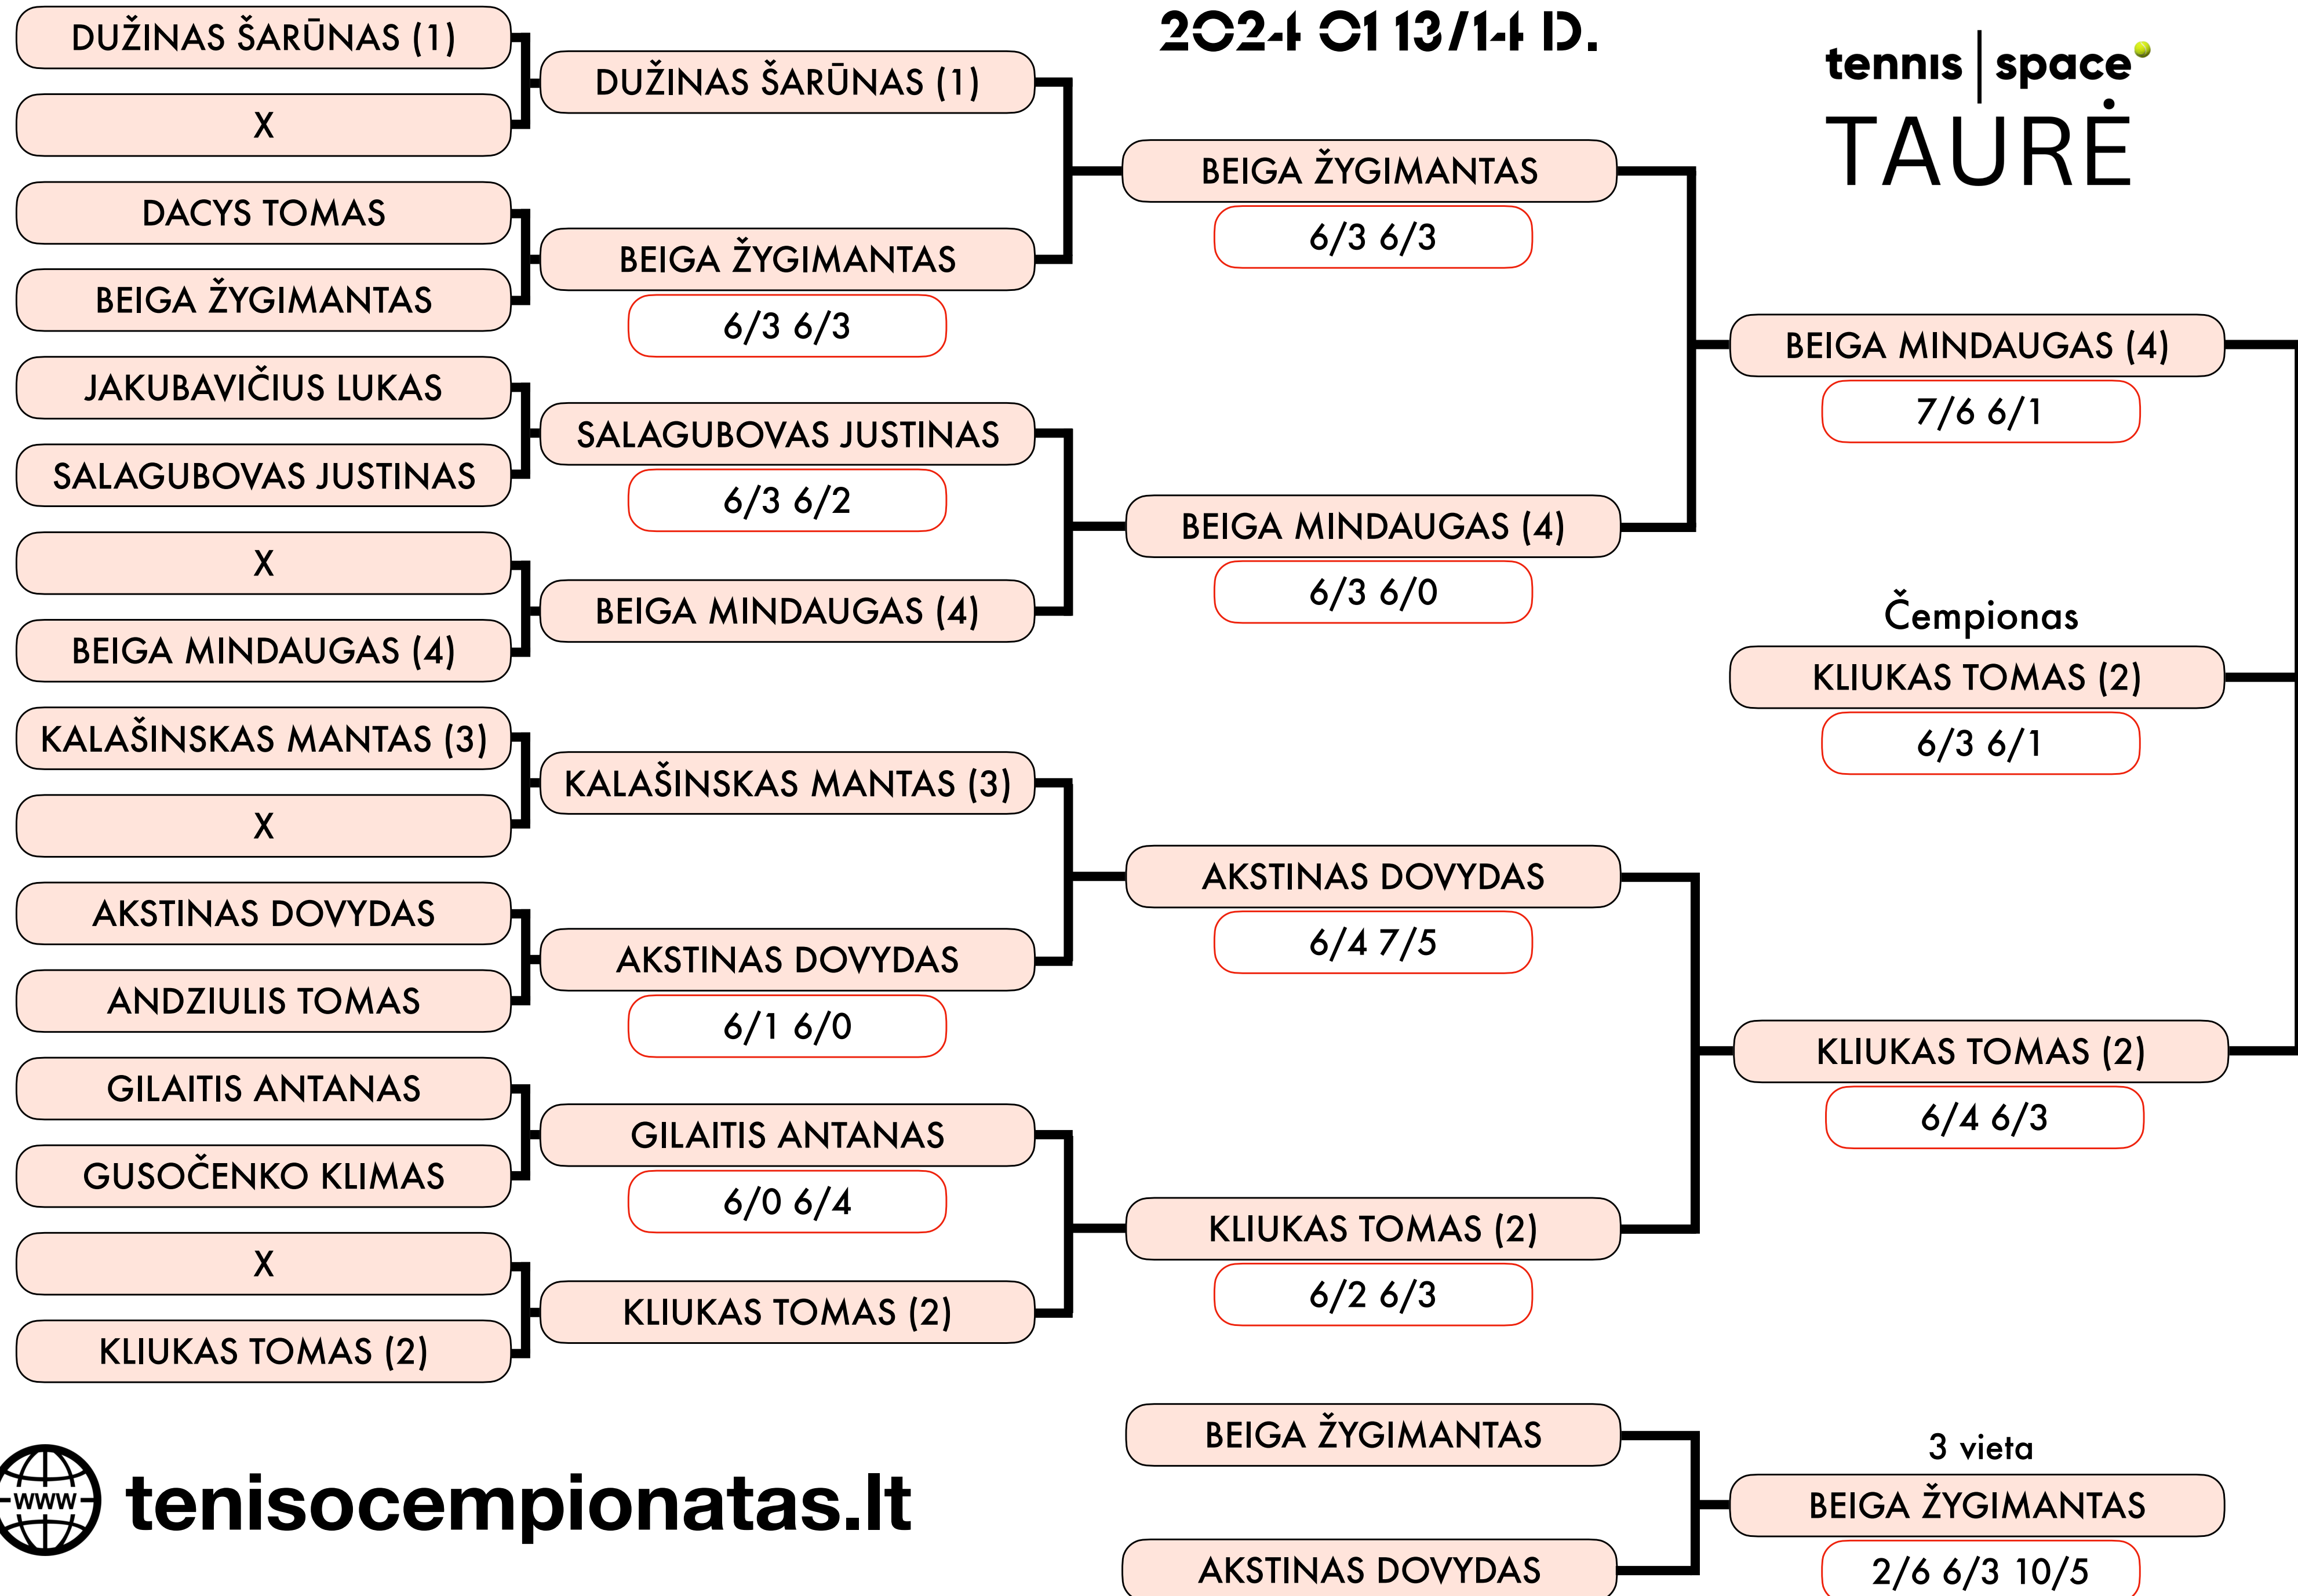 2024 01 13/14 D.
tennis | space
TAURĖ
DUŽINAS ŠARŪNAS (1)
X
DACYS TOMAS
BEIGA ŽYGIMANTAS
JAKUBAVIČIUS LUKAS
SALAGUBOVAS JUSTINAS
X
BEIGA MINDAUGAS (4)
KALAŠINSKAS MANTAS (3)
X
AKSTINAS DOVYDAS
ANDZIULIS TOMAS
GILAITIS ANTANAS
GUSOČENKO KLIMAS
X
KLIUKAS TOMAS (2)
DUŽINAS ŠARŪNAS (1)
BEIGA ŽYGIMANTAS
6/3 6/3
SALAGUBOVAS JUSTINAS
6/3 6/2
BEIGA MINDAUGAS (4)
KALAŠINSKAS MANTAS (3)
AKSTINAS DOVYDAS
6/1 6/0
GILAITIS ANTANAS
6/0 6/4
KLIUKAS TOMAS (2)
BEIGA ŽYGIMANTAS
6/3 6/3
BEIGA MINDAUGAS (4)
6/3 6/0
AKSTINAS DOVYDAS
6/4 7/5
KLIUKAS TOMAS (2)
6/2 6/3
BEIGA MINDAUGAS (4)
7/6 6/1
Čempionas
KLIUKAS TOMAS (2)
6/3 6/1
KLIUKAS TOMAS (2)
6/4 6/3
BEIGA ŽYGIMANTAS
AKSTINAS DOVYDAS
3 vieta
BEIGA ŽYGIMANTAS
2/6 6/3 10/5
www
tenisocempionatas.lt